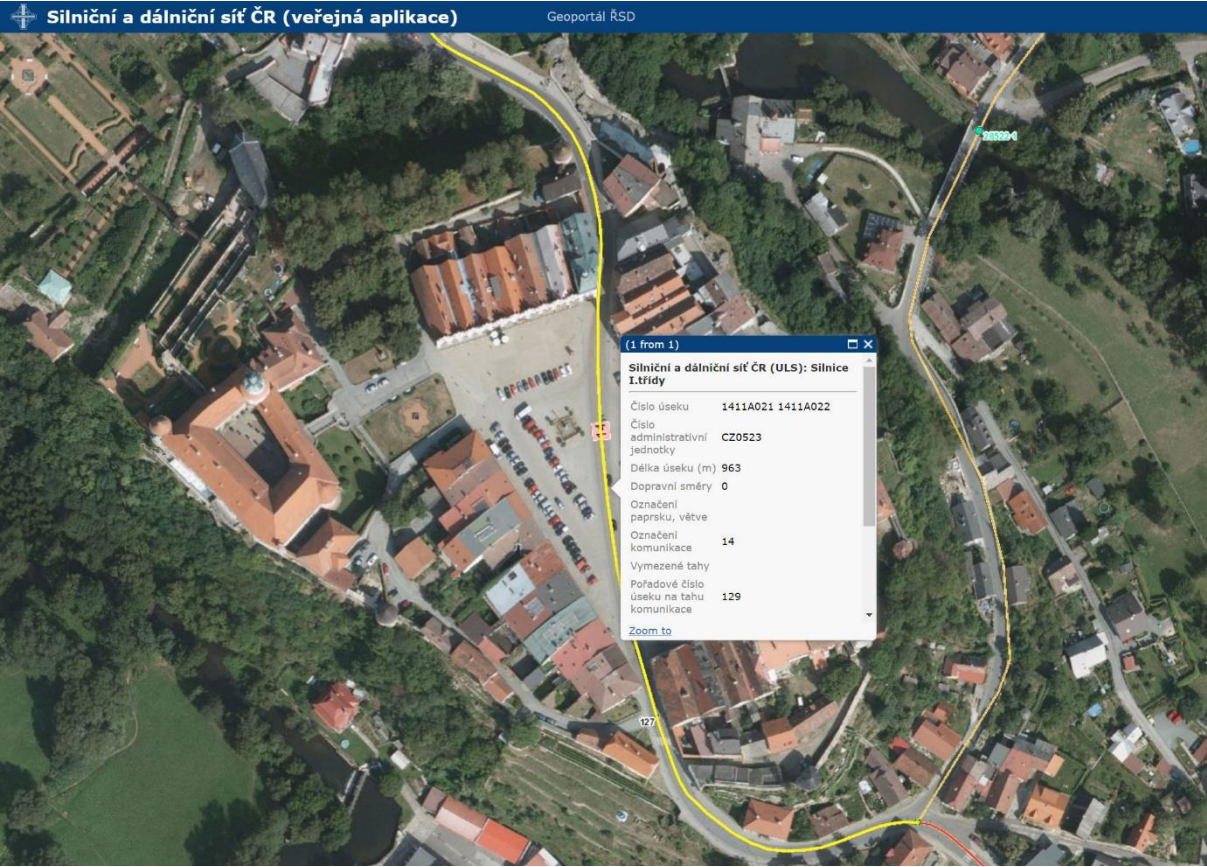 Silniční a dálniční síť ČR (veřejná aplikace)
Geoportál ŘSD
28522-1
(1 from 1)
Silniční a dálniční síť ČR (ULS): Silnice
I.třídy
Číslo úseku 1411A021 1411A022
Číslo
administrativní
jednotky CZ0523
Délka úseku (m) 963
Dopravní směry 0
Označení
paprsku, větve
Označení
komunikace 14
Vymezené tahy
Pořadové číslo
úseku na tahu
komunikace 129
Zoom to
127